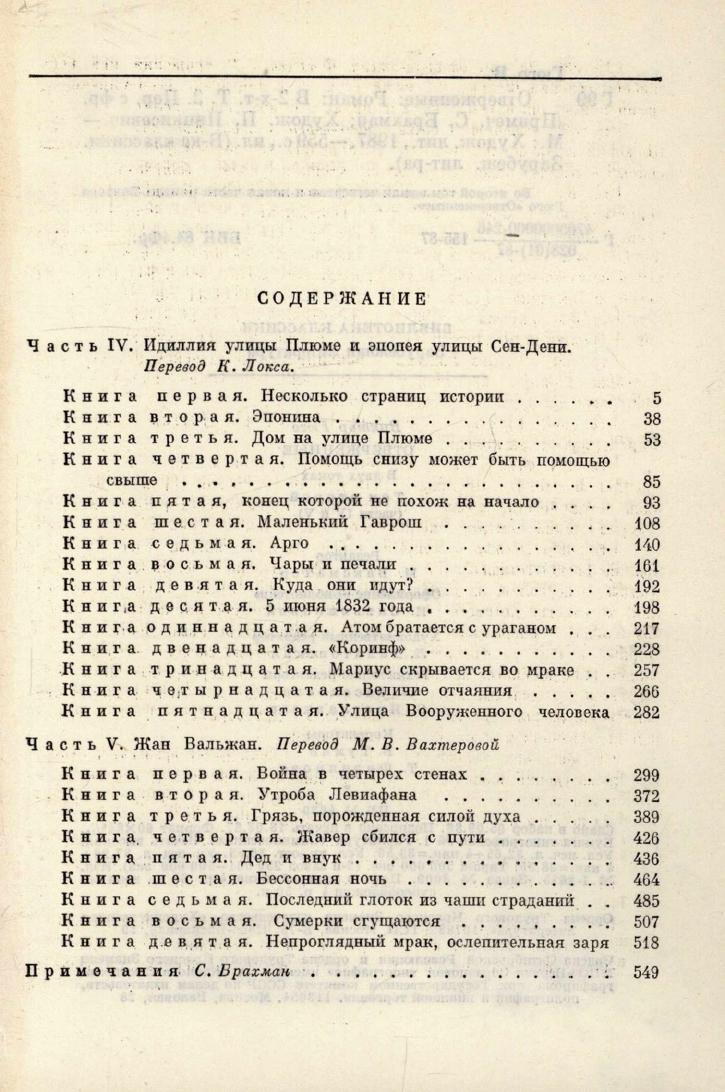 СОДЕРЖАНИЕ
Часть IV. Идиллия улицы Плюме и эпопея улицы Сен-Дени.
Перевод К. Локса.
Книга первая. Несколько страниц истории . . . . . . 5
Книга вторая. Эпонина . . . . . . . . . . . . . . 38
Книга третья. Дом на улице Плюме . . . . . . . . . 53
Книга четвертая. Помощь снизу может быть помощью
свыше . . . . . . . . . . . . . . . . . . . . . 85
Книга пятая, конец которой не похож на начало . . . . 93
Книга шестая. Маленький Гаврош . . . . . . . . . 108
Книга седьмая. Арго . . . . . . . . . . . . . . 140
Книга восьмая. Чары и печали . . . . . . . . . . 161
Книга девятая. Куда они идут? . . . . . . . . . . 192
Книга десятая. 5 июня 1832 года . . . . . . . . . . 198
Книга одиннадцатая. Атом братается с ураганом . . . 217
Книга двенадцатая. «Коринф» . . . . . . . . . . 228
Книга тринадцатая. Мариус скрывается во мраке . . 257
Книга четырнадцатая. Величие отчаяния . . . . . 266
Книга пятнадцатая. Улица Вооруженного человека 282
Часть V. Жан Вальжан. Перевод М. В. Вахтеровой
Книга первая. Война в четырех стенах . . . . . . . . 299
Книга вторая. Утроба Левиафана . . . . . . . . . 372
Книга третья. Грязь, порожденная силой духа . . . . . 389
Книга четвертая. Жавер сбился с пути . . . . . . . 426
Книга пятая. Дед и внук . . . . . . . . . . . . . 436
Книга шестая. Бессонная ночь . . . . . . . . . . . 464
Книга седьмая. Последний глоток из чаши страданий . . 485
Книга восьмая. Сумерки сгущаются . . . . . . . . . 507
Книга девятая. Непроглядный мрак, ослепительная заря 518
Примечания С. Брахман . . . . . . . . . . . . . . . 549